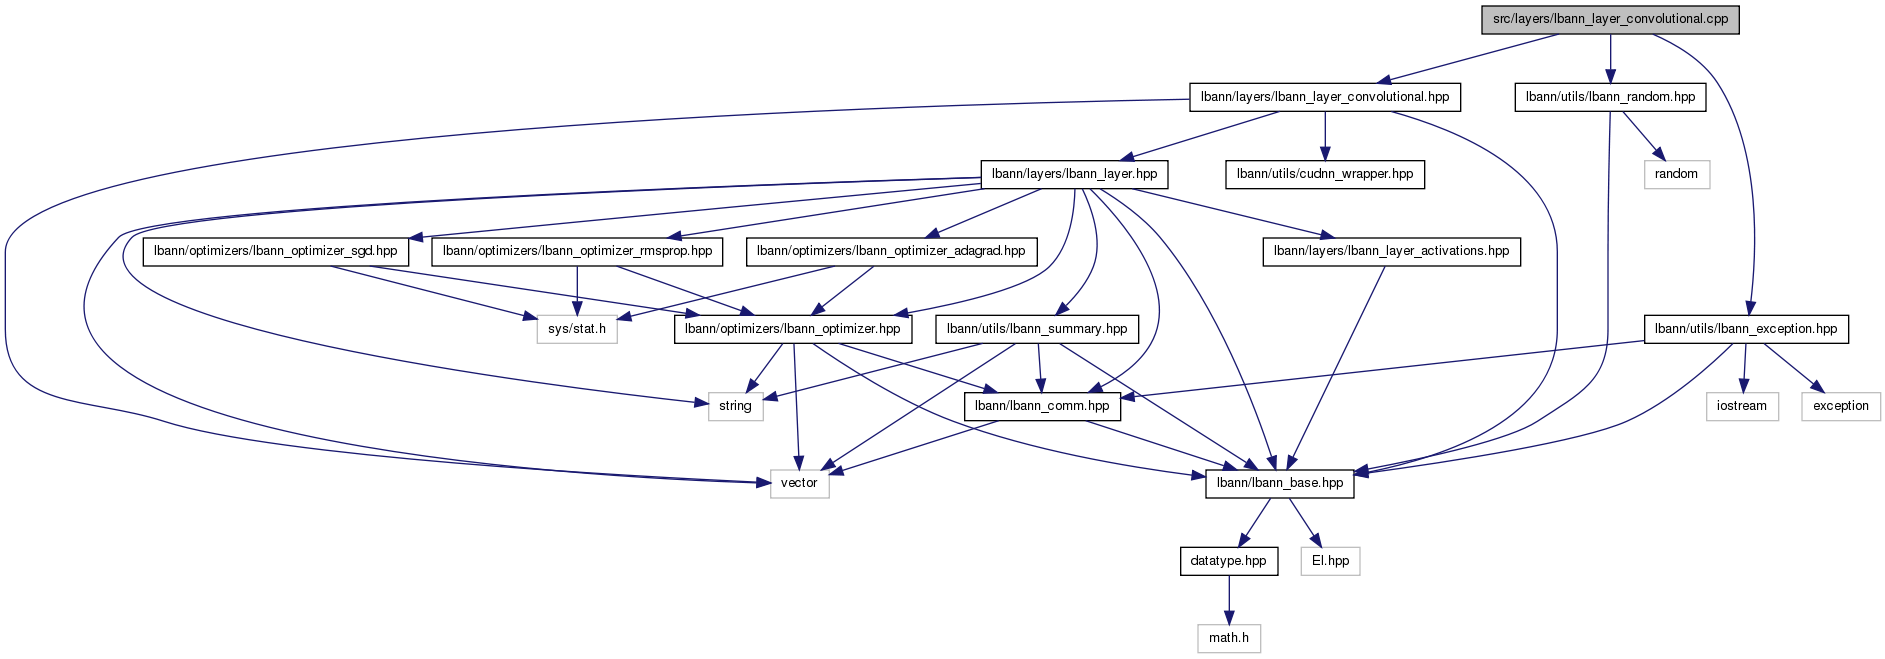 src/layers/lbann_layer_convolutional.cpp
lbann/layers/lbann_layer_convolutional.hpp
lbann/utils/lbann_random.hpp
lbann/layers/lbann_layer.hpp
lbann/utils/cudnn_wrapper.hpp
random
lbann/optimizers/lbann_optimizer_sgd.hpp
lbann/optimizers/lbann_optimizer_rmsprop.hpp
lbann/optimizers/lbann_optimizer_adagrad.hpp
lbann/layers/lbann_layer_activations.hpp
sys/stat.h
lbann/optimizers/lbann_optimizer.hpp
lbann/utils/lbann_summary.hpp
lbann/utils/lbann_exception.hpp
string
lbann/lbann_comm.hpp
iostream
exception
vector
lbann/lbann_base.hpp
datatype.hpp
El.hpp
math.h